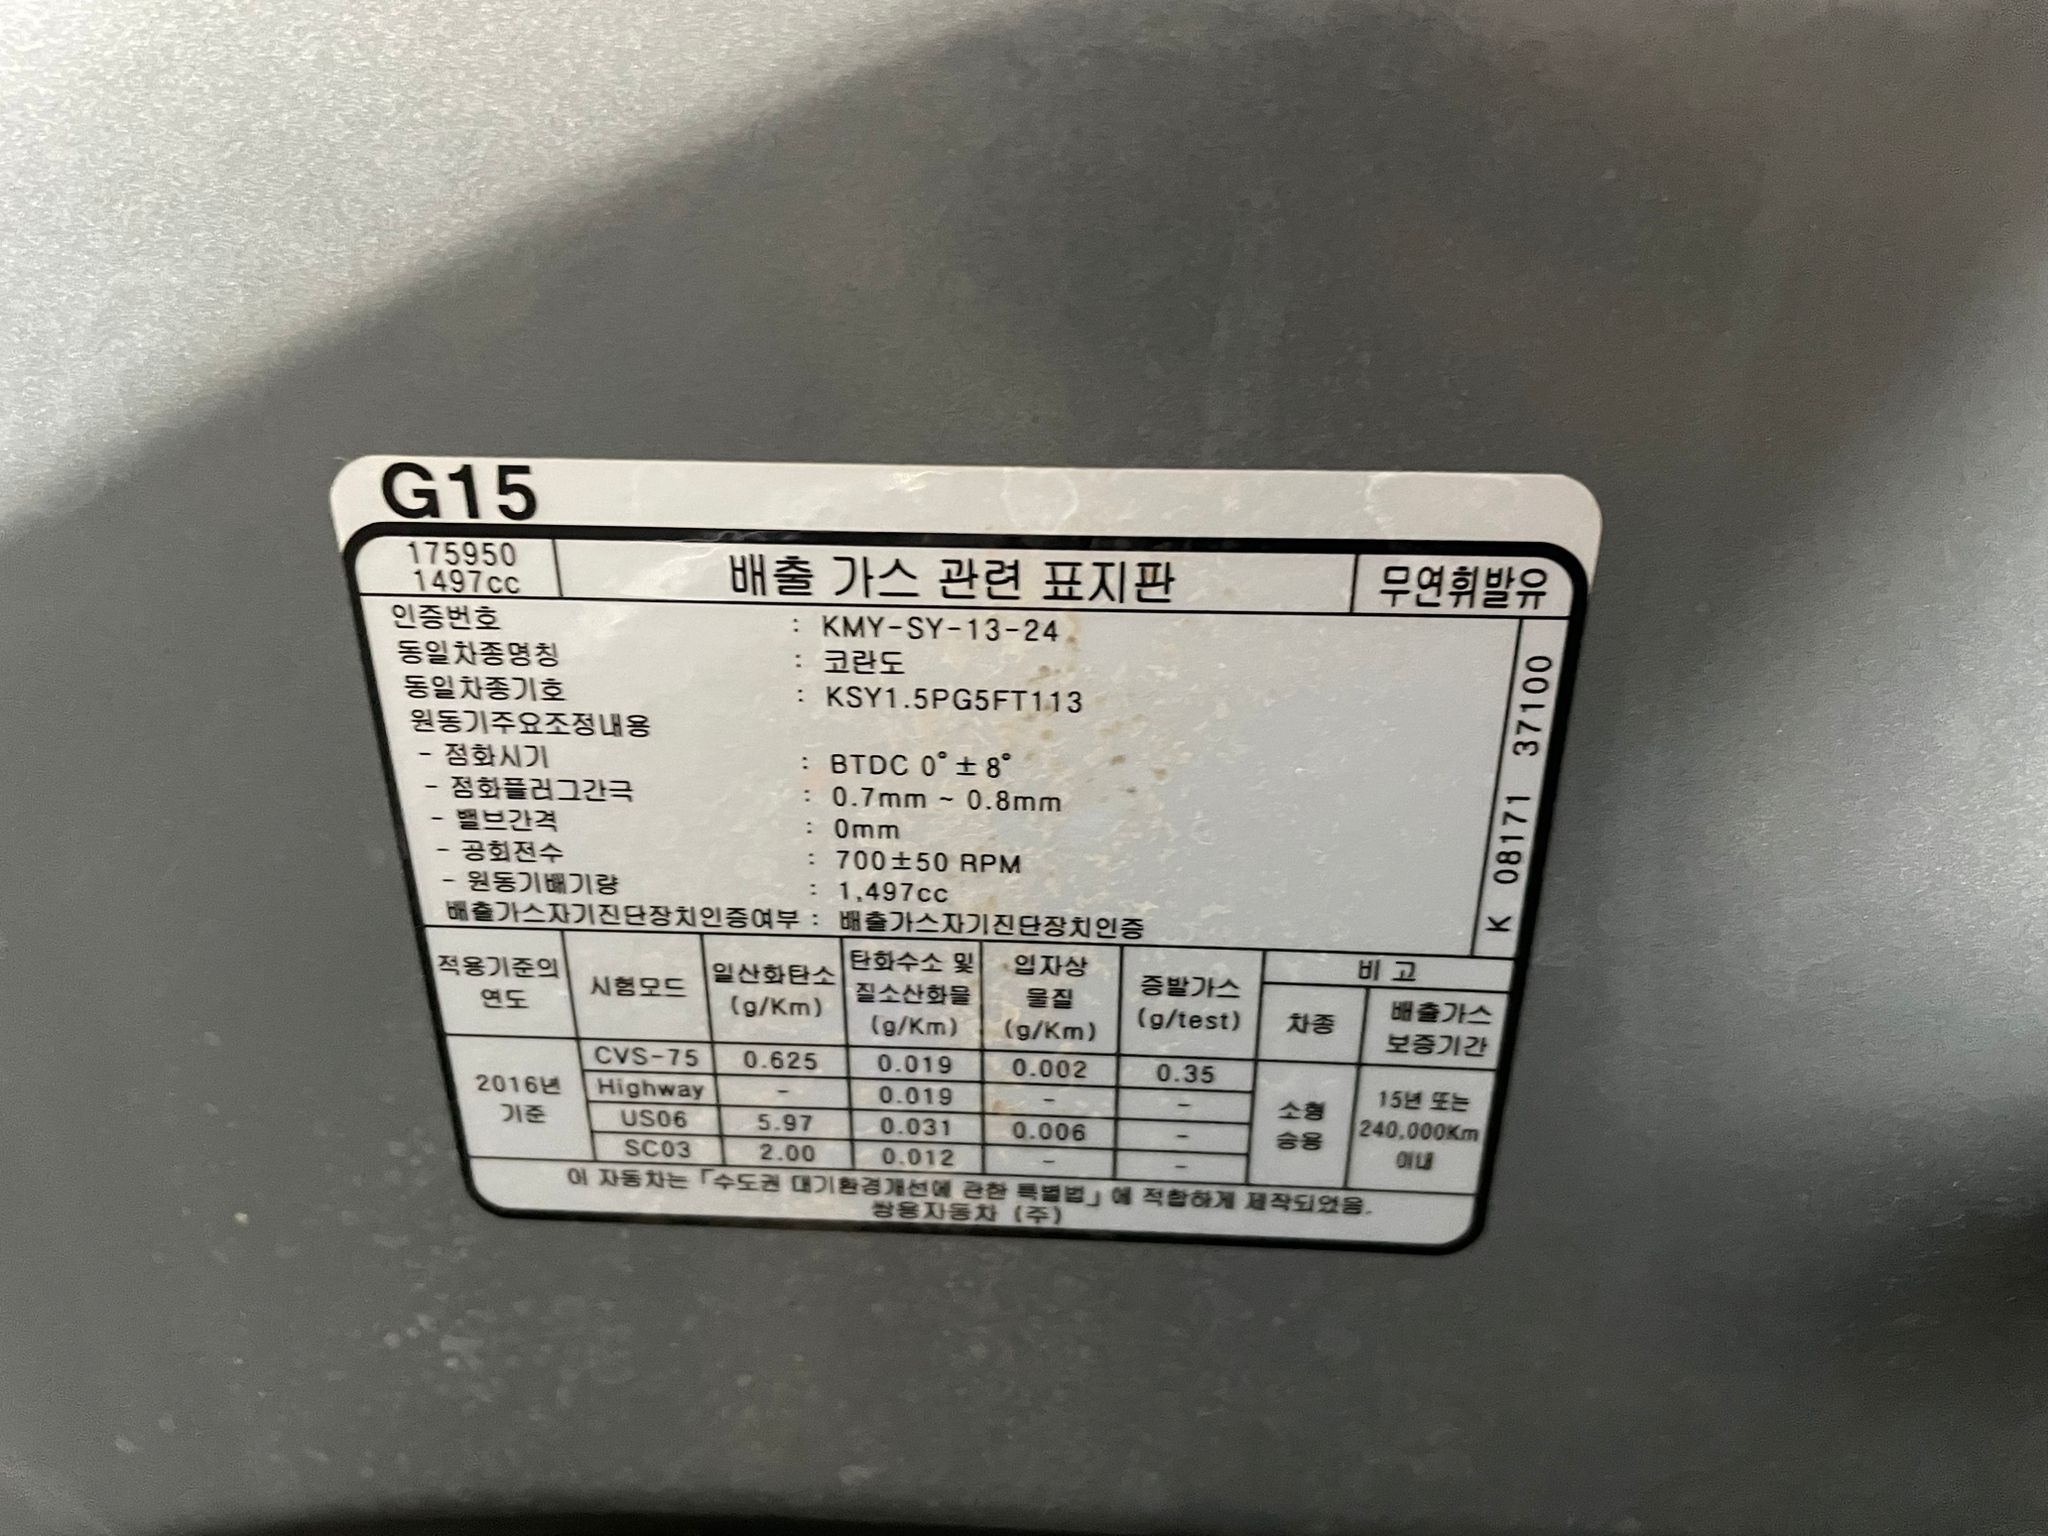 G15
175950
1497cc
배출 가스 관련 표지판
무연휘발유
인증번호 : KMY-SY-13-24
동일차종명칭 : 코란도
동일차종기호 : KSY1.5PG5FT113
원동기주요조정내용
- 점화시기 : BTDC 0° ± 8°
- 점화플러그간극 : 0.7mm ~ 0.8mm
- 밸브간격 : 0mm
- 공회전수 : 700±50 RPM
- 원동기배기량 : 1,497cc
배출가스자기진단장치인증여부 : 배출가스자기진단장치인증
K 08171 37100
적용기준의 연도 시험모드 일산화탄소 (g/Km) 탄화수소 및 질소산화물 (g/Km) 입자상 물질 (g/Km) 증발가스 (g/test) 비 고
차종 배출가스 보증기간
2016년 기준 CVS-75 0.625 0.019 0.002 0.35 소형 승용 15년 또는 240,000Km 이내
Highway - 0.019 - -
US06 5.97 0.031 0.006 -
SC03 2.00 0.012 - -
이 자동차는 「수도권 대기환경개선에 관한 특별법」에 적합하게 제작되었음.
쌍용자동차 (주)